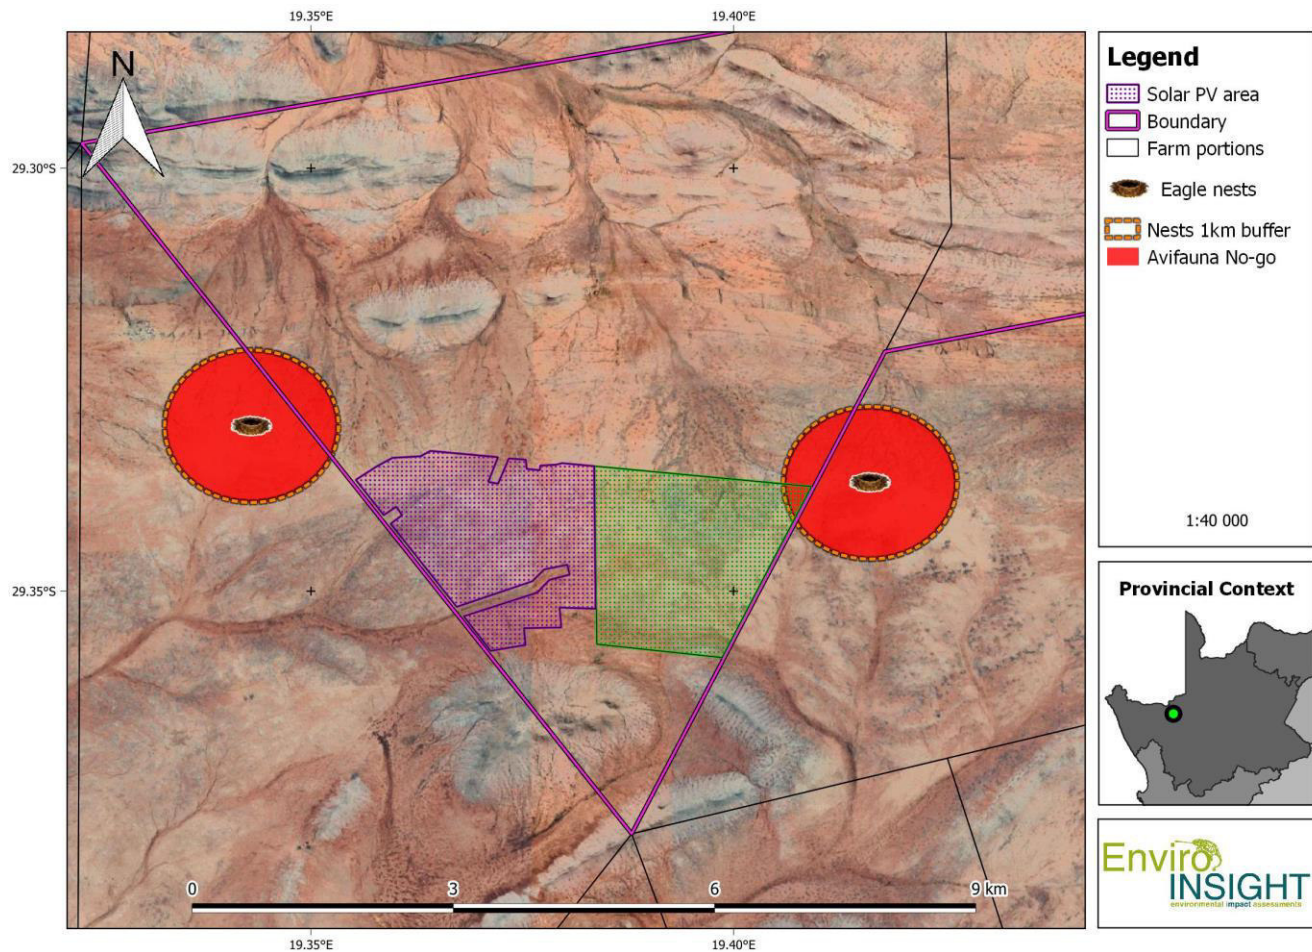 19.35°E
19.40°E
N
29.30°S
29.35°S
0
3
6
9 km
19.35°E
19.40°E
Legend
Solar PV area
Boundary
Farm portions
Eagle nests
Nests 1km buffer
Avifauna No-go
1:40 000
Provincial Context
Enviro
INSIGHT
environmental impact assessments